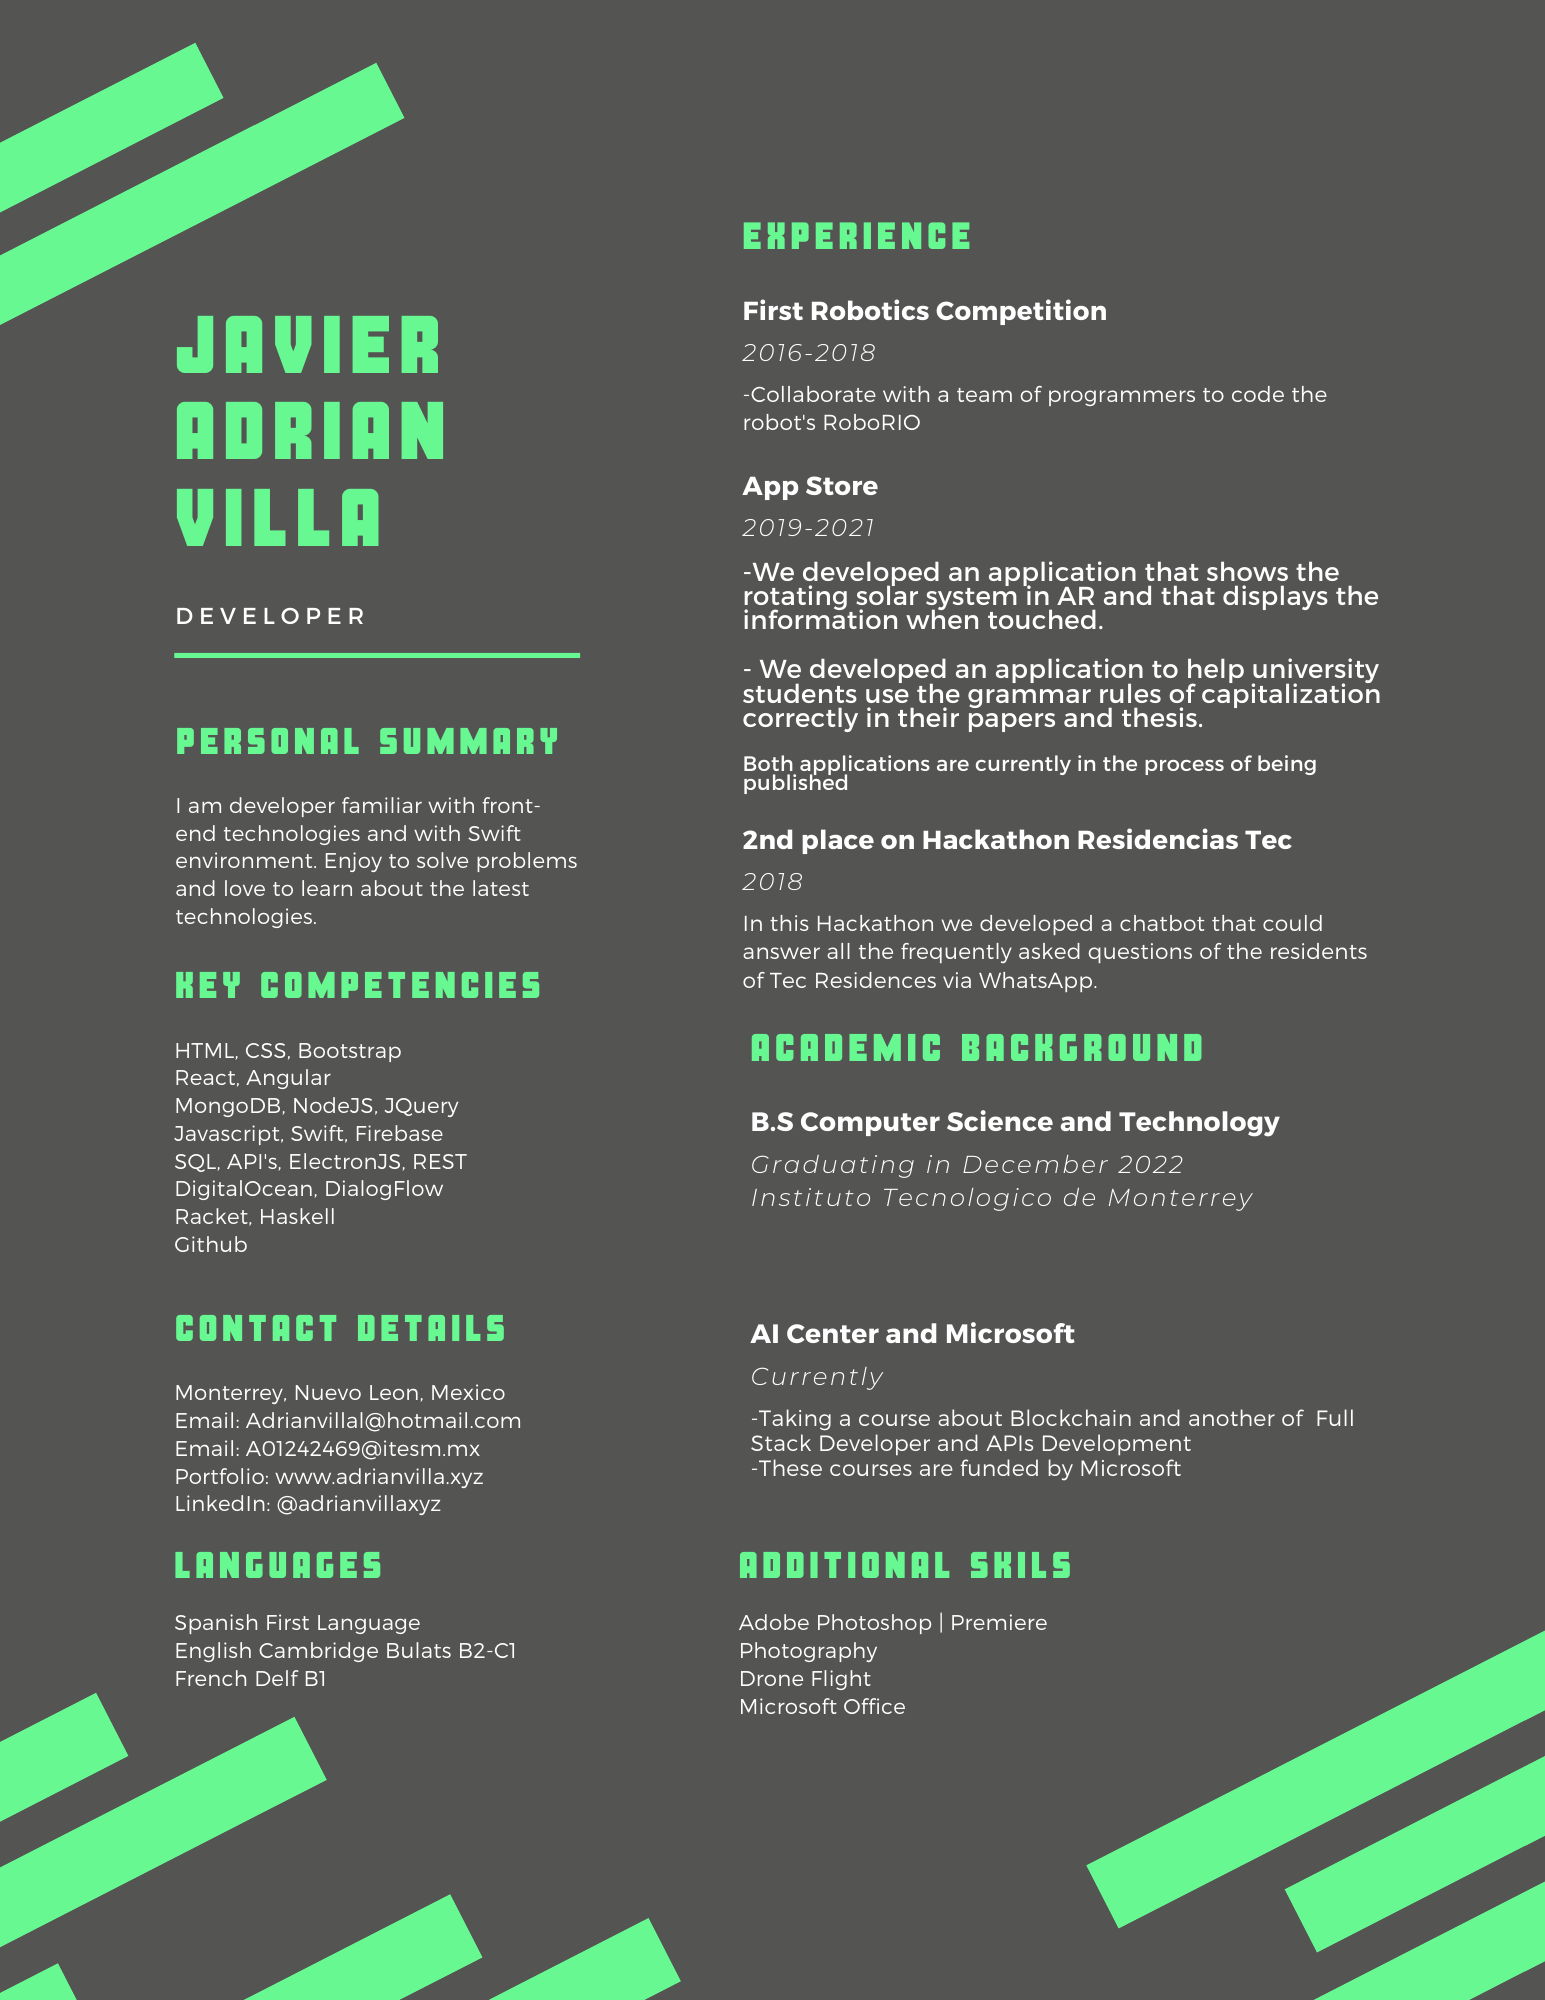 JAVIER
ADRIAN
VILLA
DEVELOPER
PERSONAL SUMMARY
I am developer familiar with front-
end technologies and with Swift
environment. Enjoy to solve problems
and love to learn about the latest
technologies.
KEY COMPETENCIES
HTML, CSS, Bootstrap
React, Angular
MongoDB, NodeJS, JQuery
Javascript, Swift, Firebase
SQL, API's, ElectronJS, REST
DigitalOcean, DialogFlow
Racket, Haskell
Github
CONTACT DETAILS
Monterrey, Nuevo Leon, Mexico
Email: Adrianvillal@hotmail.com
Email: A01242469@itesm.mx
Portfolio: www.adrianvilla.xyz
LinkedIn: @adrianvillaxyz
LANGUAGES
Spanish First Language
English Cambridge Bulats B2-C1
French Delf B1
EXPERIENCE
First Robotics Competition
2016-2018
-Collaborate with a team of programmers to code the
robot's RoboRIO
App Store
2019-2021
-We developed an application that shows the
rotating solar system in AR and that displays the
information when touched.
- We developed an application to help university
students use the grammar rules of capitalization
correctly in their papers and thesis.
Both applications are currently in the process of being
published
2nd place on Hackathon Residencias Tec
2018
In this Hackathon we developed a chatbot that could
answer all the frequently asked questions of the residents
of Tec Residences via WhatsApp.
ACADEMIC BACKGROUND
B.S Computer Science and Technology
Graduating in December 2022
Instituto Tecnologico de Monterrey
AI Center and Microsoft
Currently
-Taking a course about Blockchain and another of  Full
Stack Developer and APIs Development
-These courses are funded by Microsoft
ADDITIONAL SKILS
Adobe Photoshop | Premiere
Photography
Drone Flight
Microsoft Office